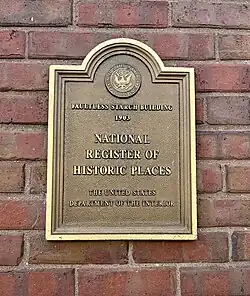 FAULTLESS STARCH BUILDING
1903
NATIONAL
REGISTER OF
HISTORIC PLACES
THE UNITED STATES
DEPARTMENT OF THE INTERIOR